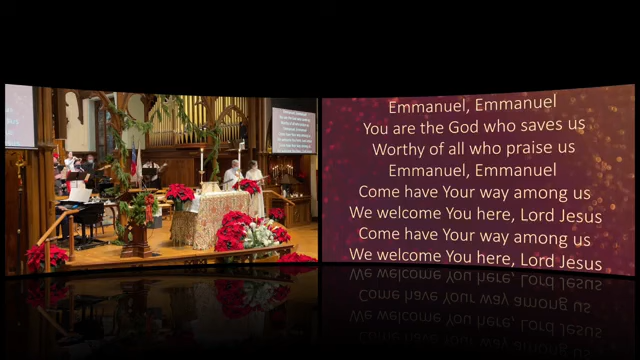 Emmanuel, Emmanuel
You are the God who saves us
Worthy of all who praise us
Emmanuel, Emmanuel
Come have Your way among us
We welcome You here, Lord Jesus
Come have Your way among us
We welcome You here, Lord Jesus